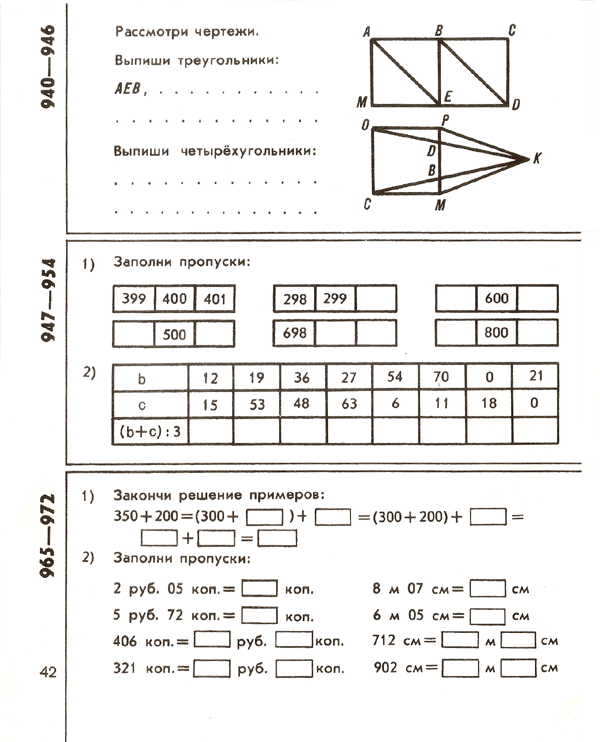 940—946
Рассмотри чертежи.
Выпиши треугольники:
АЕВ, . . . . . . . . . . .
. . . . . . . . . . . . .
Выпиши четырёхугольники:
. . . . . . . . . . . . .
. . . . . . . . . . . . .
A B C
M E D
O P
D
K
B
C M
947—954
1) Заполни пропуски:
399 400 401 298 299 600
500 698 800
2)
b 12 19 36 27 54 70 0 21
c 15 53 48 63 6 11 18 0
(b+c) : 3
965—972
1) Закончи решение примеров:
350+200=(300+ )+ =(300+200)+ =
+ =
2) Заполни пропуски:
2 руб. 05 коп.= коп. 8 м 07 см= см
5 руб. 72 коп.= коп. 6 м 05 см= см
406 коп.= руб. коп. 712 см= м см
321 коп.= руб. коп. 902 см= м см
42